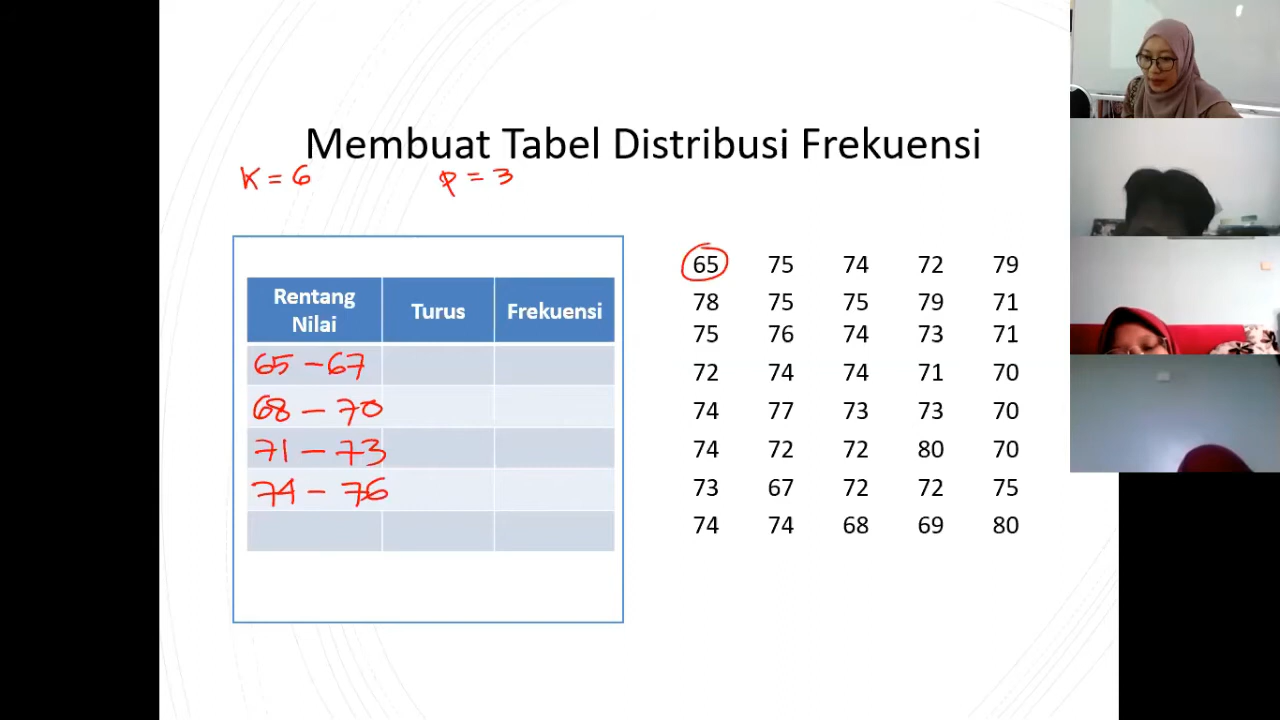 Membuat Tabel Distribusi Frekuensi
K = 6 P = 3
Rentang Nilai Turus Frekuensi
65 – 67
68 – 70
71 – 73
74 – 76
65 75 74 72 79
78 75 75 79 71
75 76 74 73 71
72 74 74 71 70
74 77 73 73 70
74 72 72 80 70
73 67 72 72 75
74 74 68 69 80